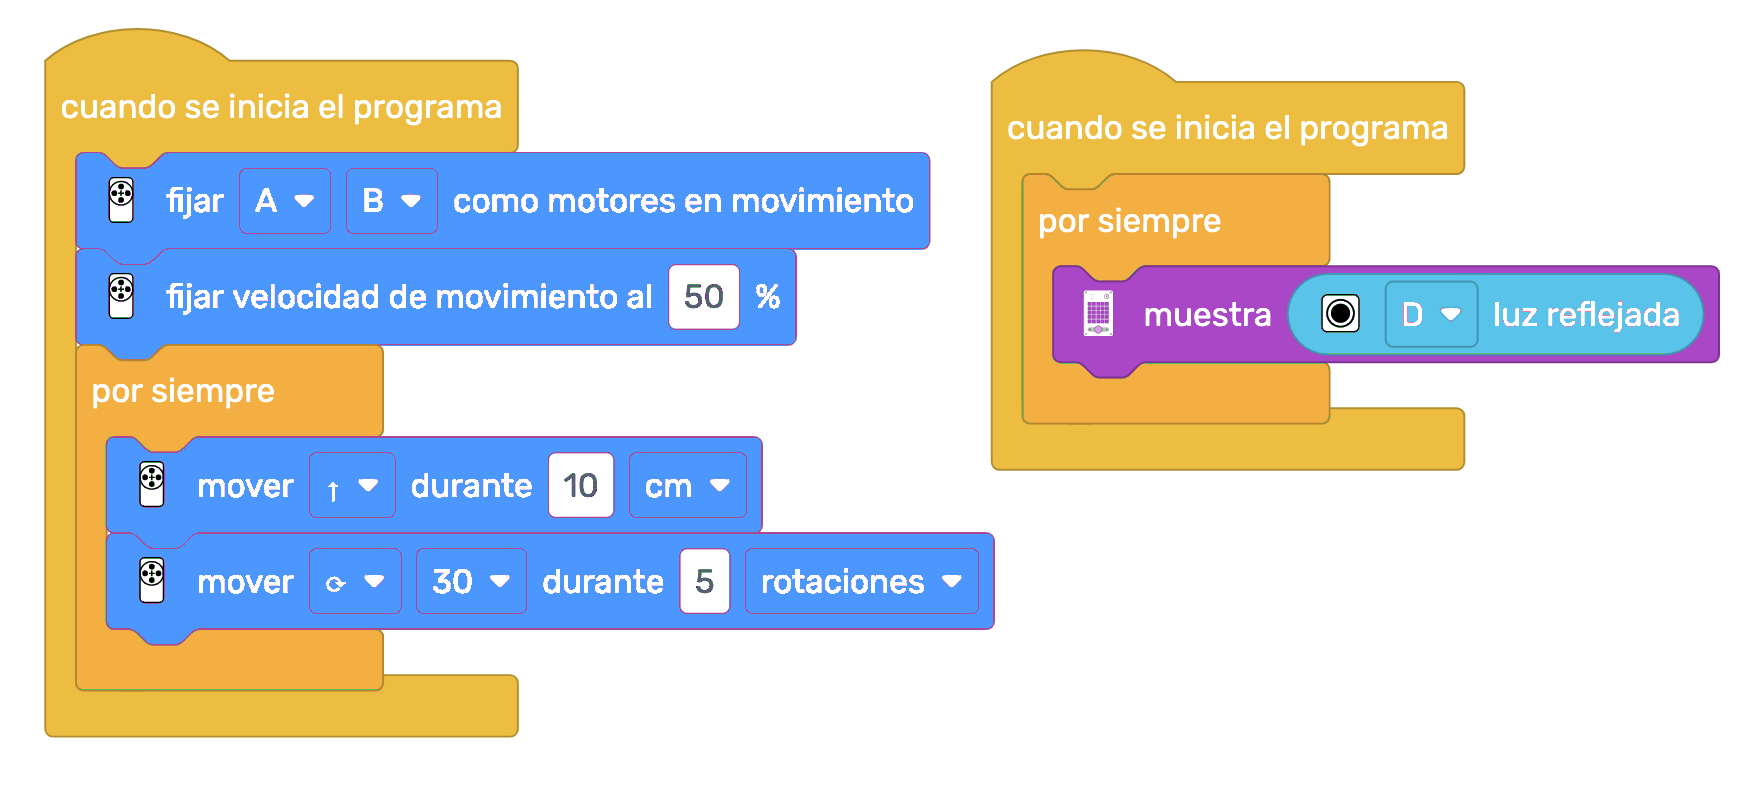 cuando se inicia el programa
fijar A B como motores en movimiento
fijar velocidad de movimiento al 50 %
por siempre
mover ↑ durante 10 cm
mover ⟳ 30 durante 5 rotaciones
cuando se inicia el programa
por siempre
muestra D luz reflejada